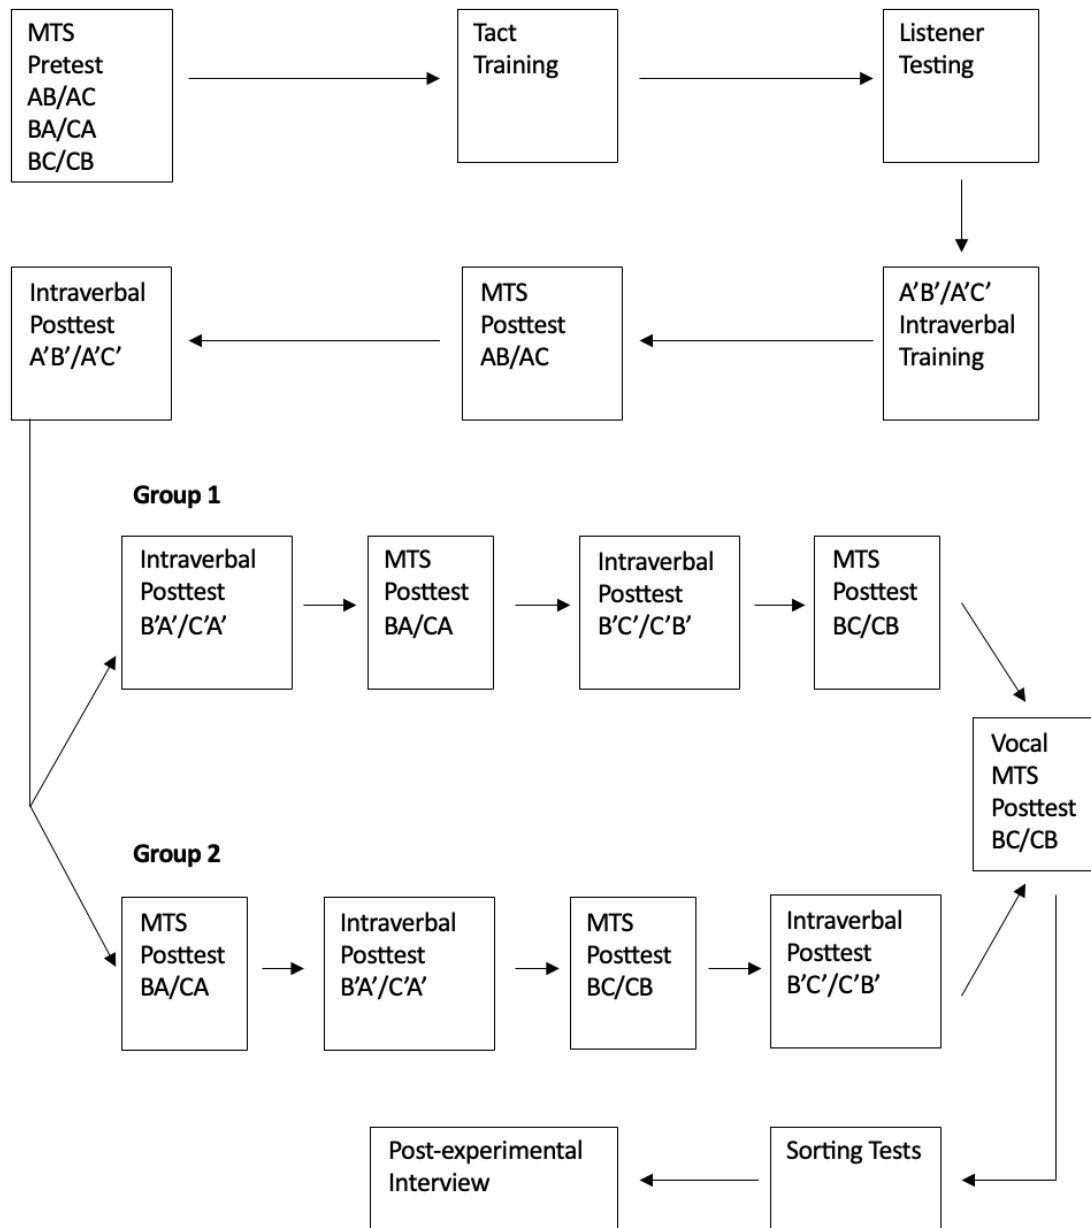 MTS
Pretest
AB/AC
BA/CA
BC/CB
Tact
Training
Listener
Testing
Intraverbal
Posttest
A’B’/A’C’
MTS
Posttest
AB/AC
A’B’/A’C’
Intraverbal
Training
Group 1
Intraverbal
Posttest
B’A’/C’A’
MTS
Posttest
BA/CA
Intraverbal
Posttest
B’C’/C’B’
MTS
Posttest
BC/CB
Vocal
MTS
Posttest
BC/CB
Group 2
MTS
Posttest
BA/CA
Intraverbal
Posttest
B’A’/C’A’
MTS
Posttest
BC/CB
Intraverbal
Posttest
B’C’/C’B’
Post-experimental
Interview
Sorting Tests